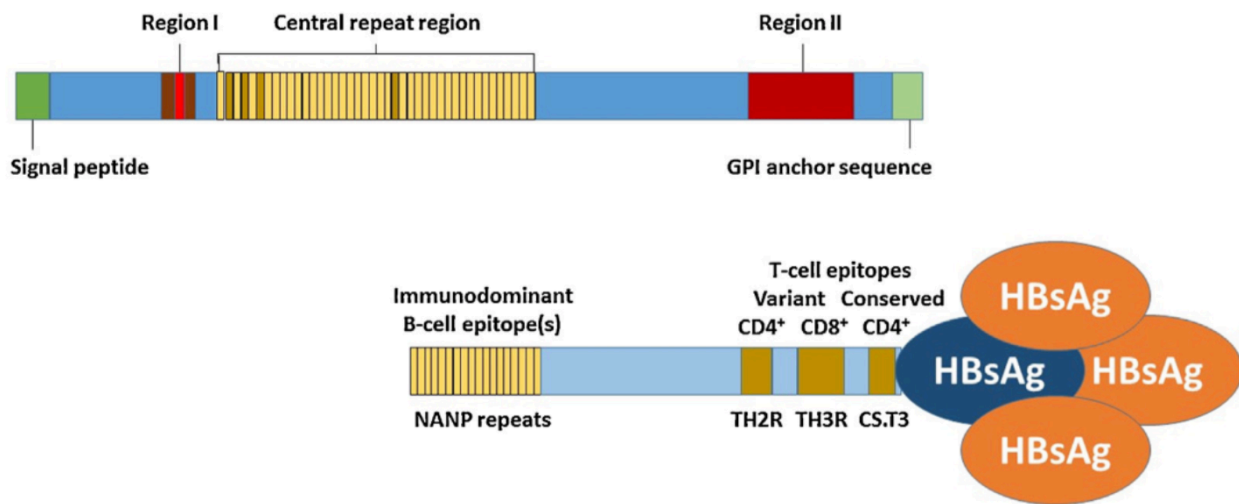 Region I
Central repeat region
Region II
Signal peptide
GPI anchor sequence
T-cell epitopes
Immunodominant
Variant Conserved
B-cell epitope(s)
CD4⁺ CD8⁺ CD4⁺
NANP repeats
TH2R TH3R CS.T3
HBsAg
HBsAg
HBsAg
HBsAg